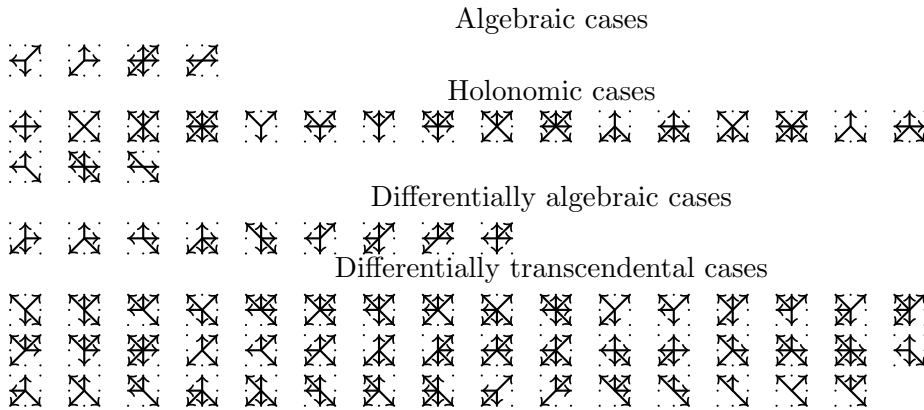 Algebraic cases
Holonomic cases
Differentially algebraic cases
Differentially transcendental cases